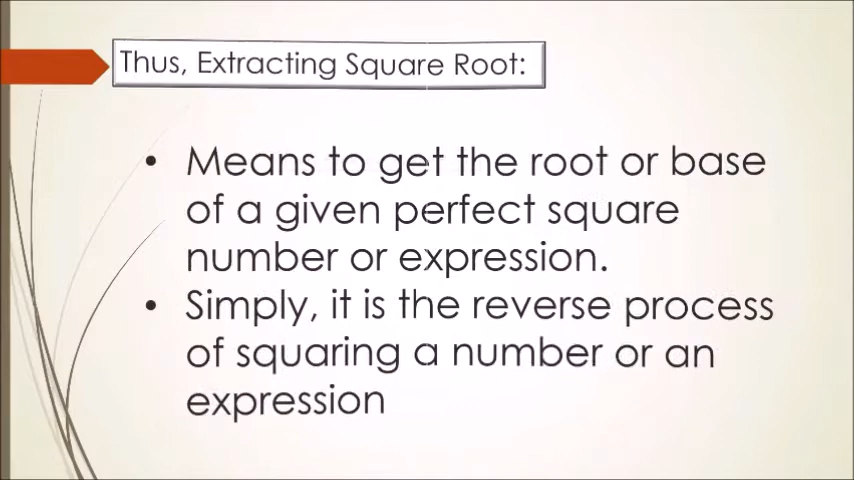 Thus, Extracting Square Root:
• Means to get the root or base
of a given perfect square
number or expression.
• Simply, it is the reverse process
of squaring a number or an
expression